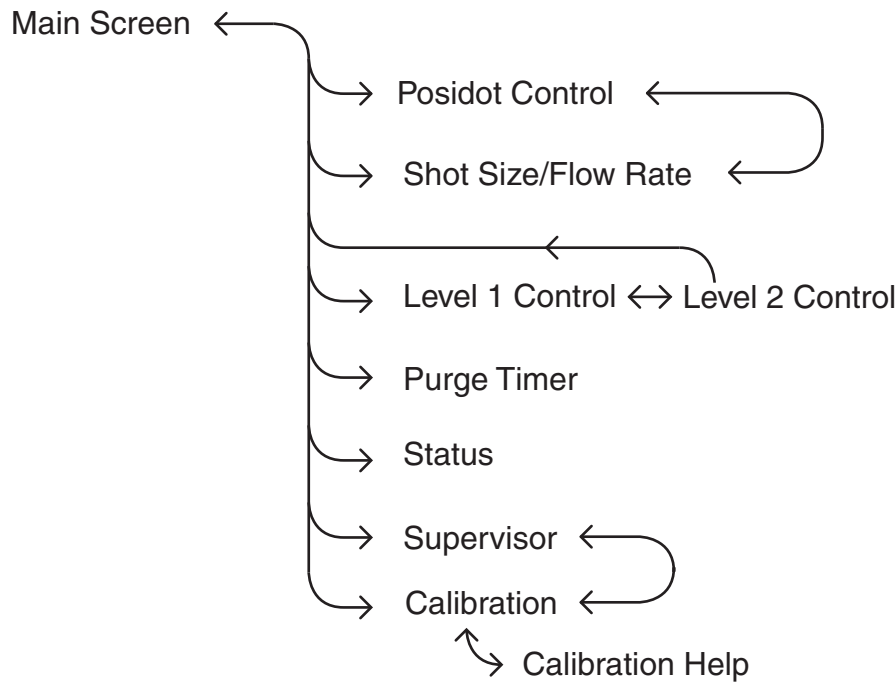 Main Screen
Posidot Control
Shot Size/Flow Rate
Level 1 Control
Level 2 Control
Purge Timer
Status
Supervisor
Calibration
Calibration Help